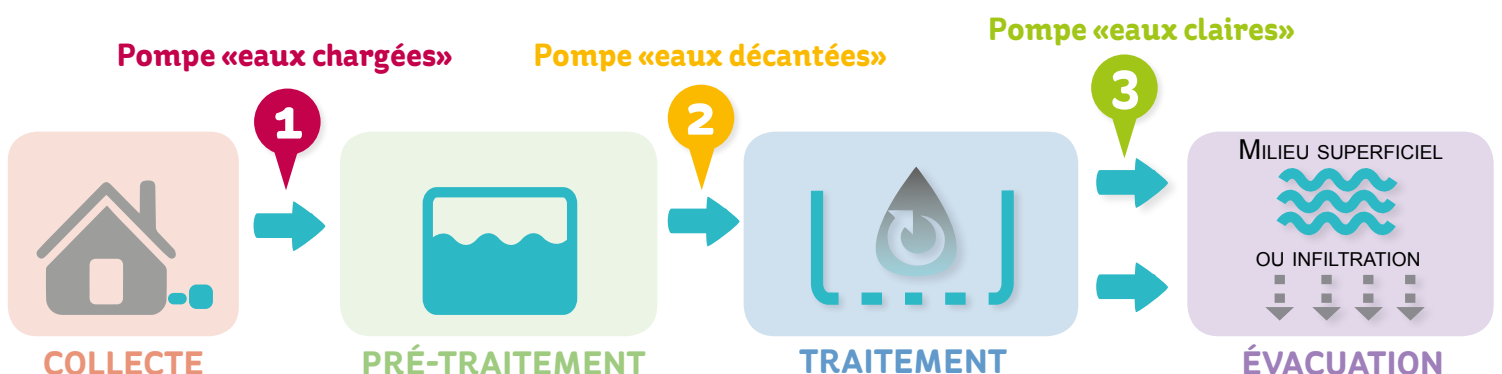 Pompe «eaux chargées»
1
Pompe «eaux décantées»
2
Pompe «eaux claires»
3
MILIEU SUPERFICIEL
OU INFILTRATION
COLLECTE
PRÉ-TRAITEMENT
TRAITEMENT
ÉVACUATION